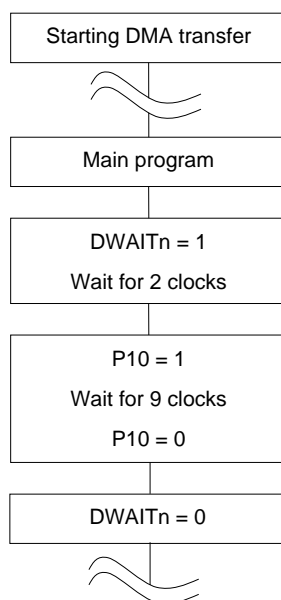 Starting DMA transfer
Main program
DWAITn = 1
Wait for 2 clocks
P10 = 1
Wait for 9 clocks
P10 = 0
DWAITn = 0